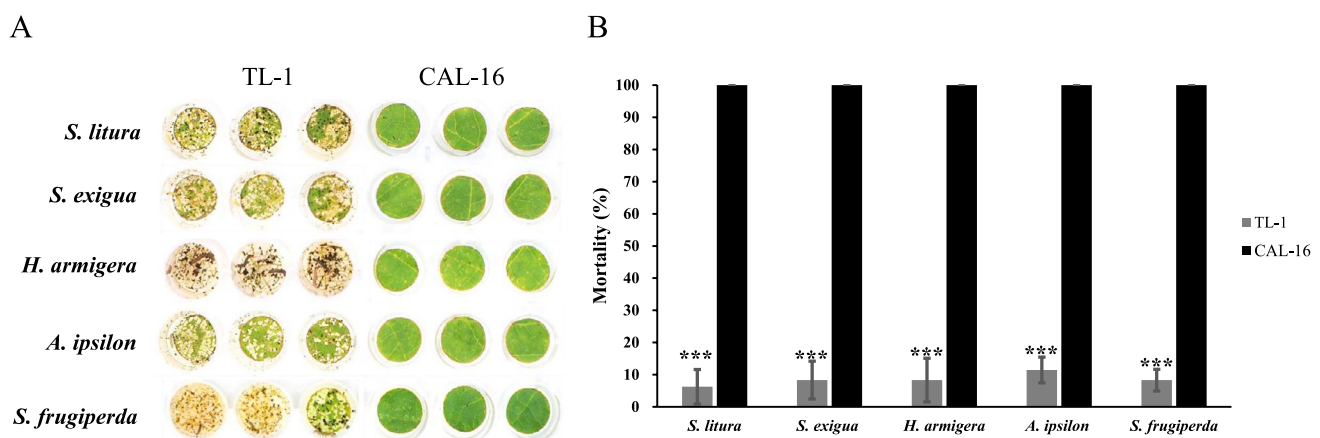 A
TL-1 CAL-16
S. litura
S. exigua
H. armigera
A. ipsilon
S. frugiperda
B
Mortality (%)
100
90
80
70
60
50
40
30
20
10
0
*** *** *** *** ***
S. litura S. exigua H. armigera A. ipsilon S. frugiperda
TL-1
CAL-16